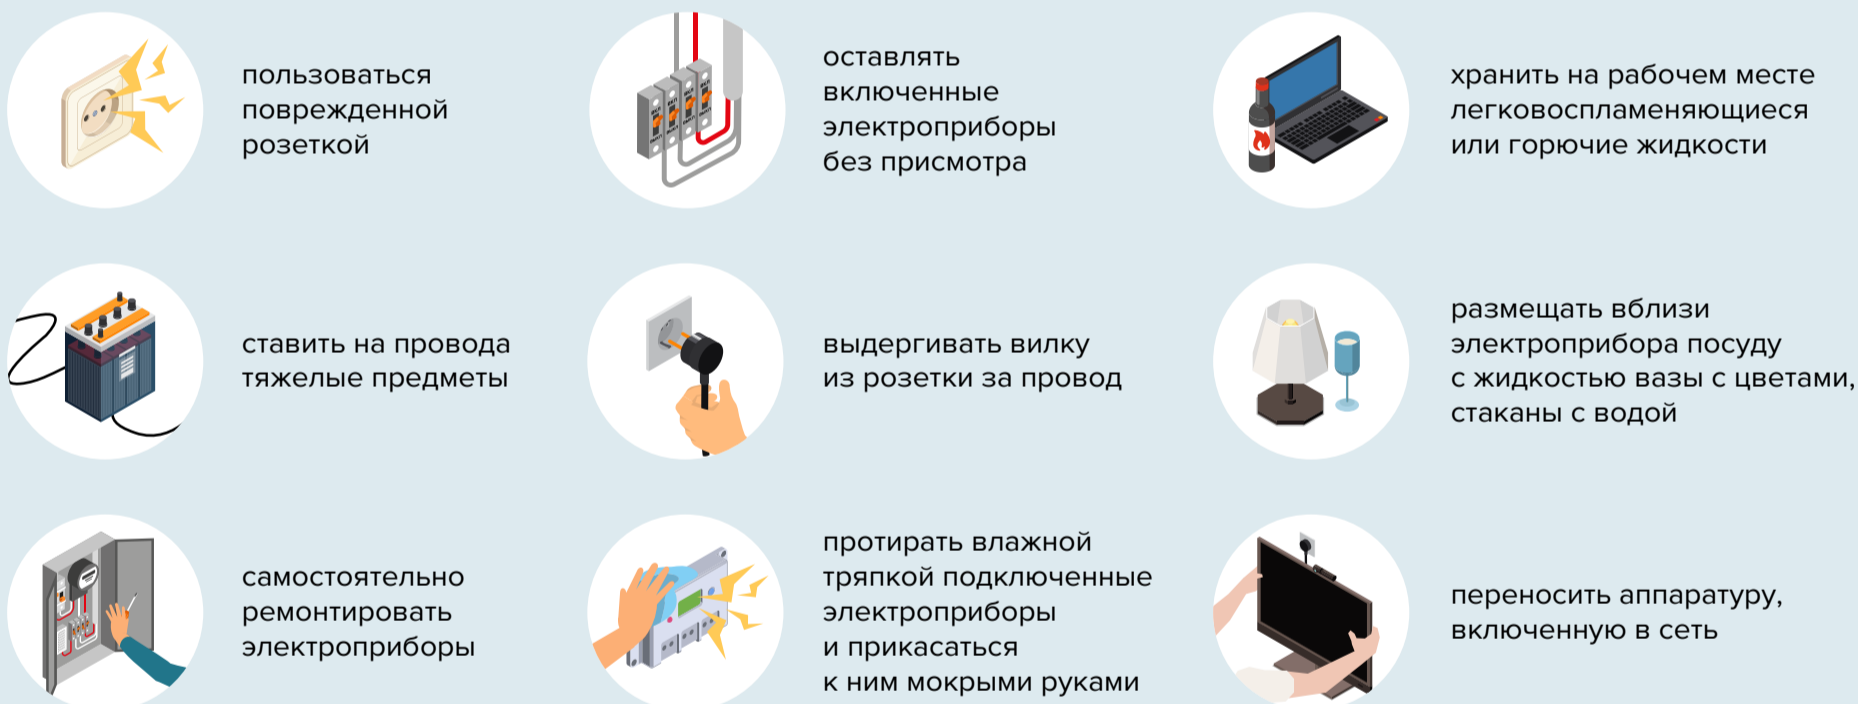 пользоваться
поврежденной
розеткой
оставлять
включенные
электроприборы
без присмотра
хранить на рабочем месте
легковоспламеняющиеся
или горючие жидкости
ставить на провода
тяжелые предметы
выдергивать вилку
из розетки за провод
размещать вблизи
электроприбора посуду
с жидкостью вазы с цветами,
стаканы с водой
самостоятельно
ремонтировать
электроприборы
протирать влажной
тряпкой подключенные
электроприборы
и прикасаться
к ним мокрыми руками
переносить аппаратуру,
включенную в сеть